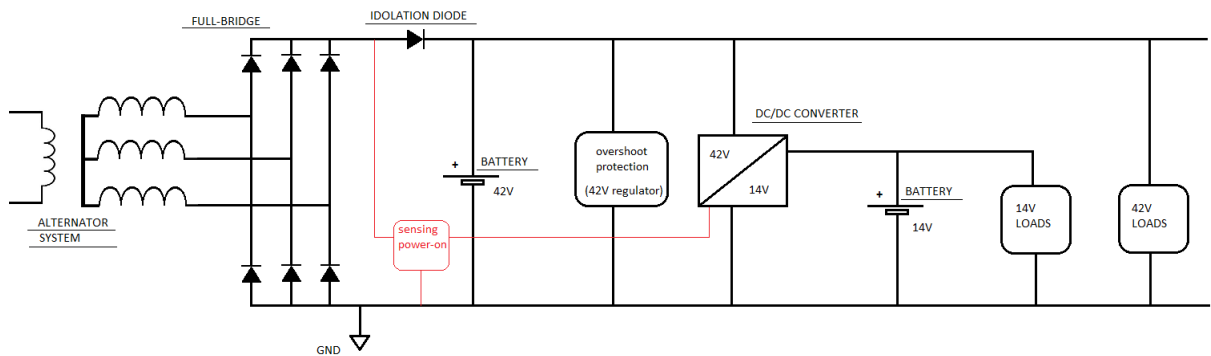 IDOLATION DIODE
FULL-BRIDGE
DC/DC CONVERTER
overshoot
protection
(42V regulator)
42V
14V
+
BATTERY
42V
+
BATTERY
14V
14V
LOADS
42V
LOADS
ALTERNATOR
SYSTEM
sensing
power-on
GND